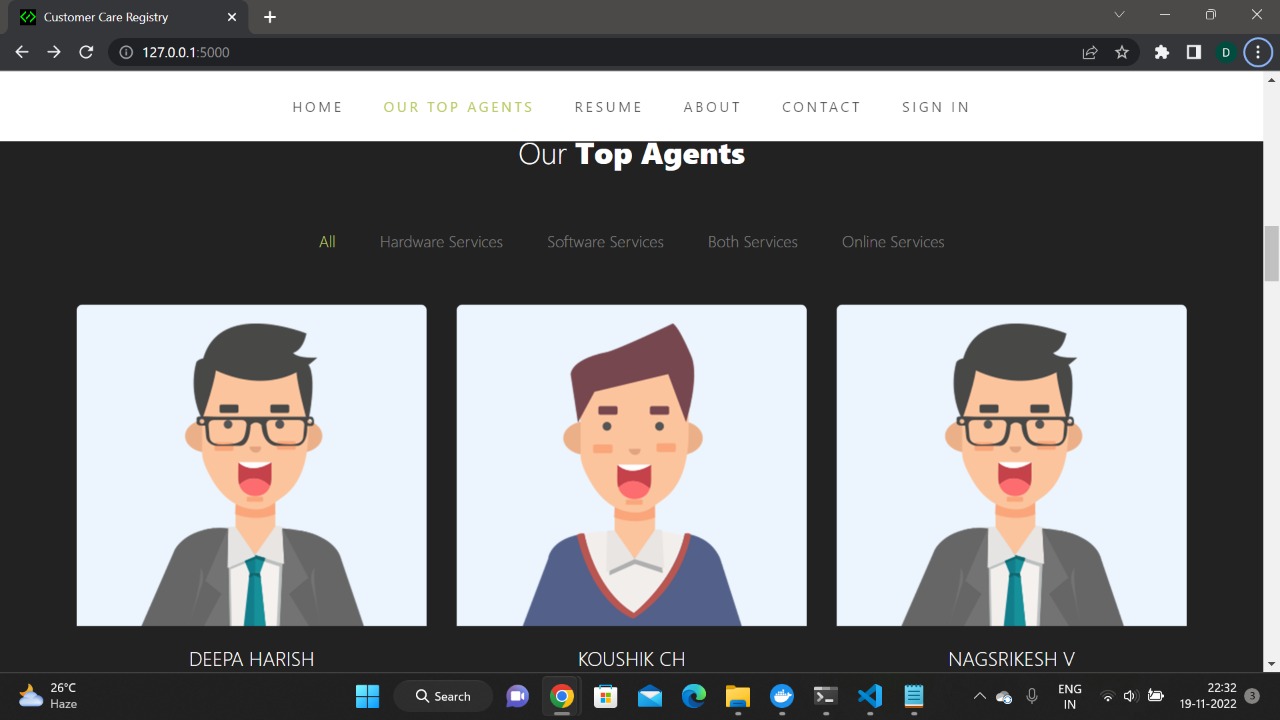 Customer Care Registry
127.0.0.1:5000
D
HOME OUR TOP AGENTS RESUME ABOUT CONTACT SIGN IN
Our Top Agents
All Hardware Services Software Services Both Services Online Services
DEEPA HARISH KOUSHIK CH NAGSRIKESH V
26°C
Haze
Search
ENG
IN
22:32
19-11-2022
3